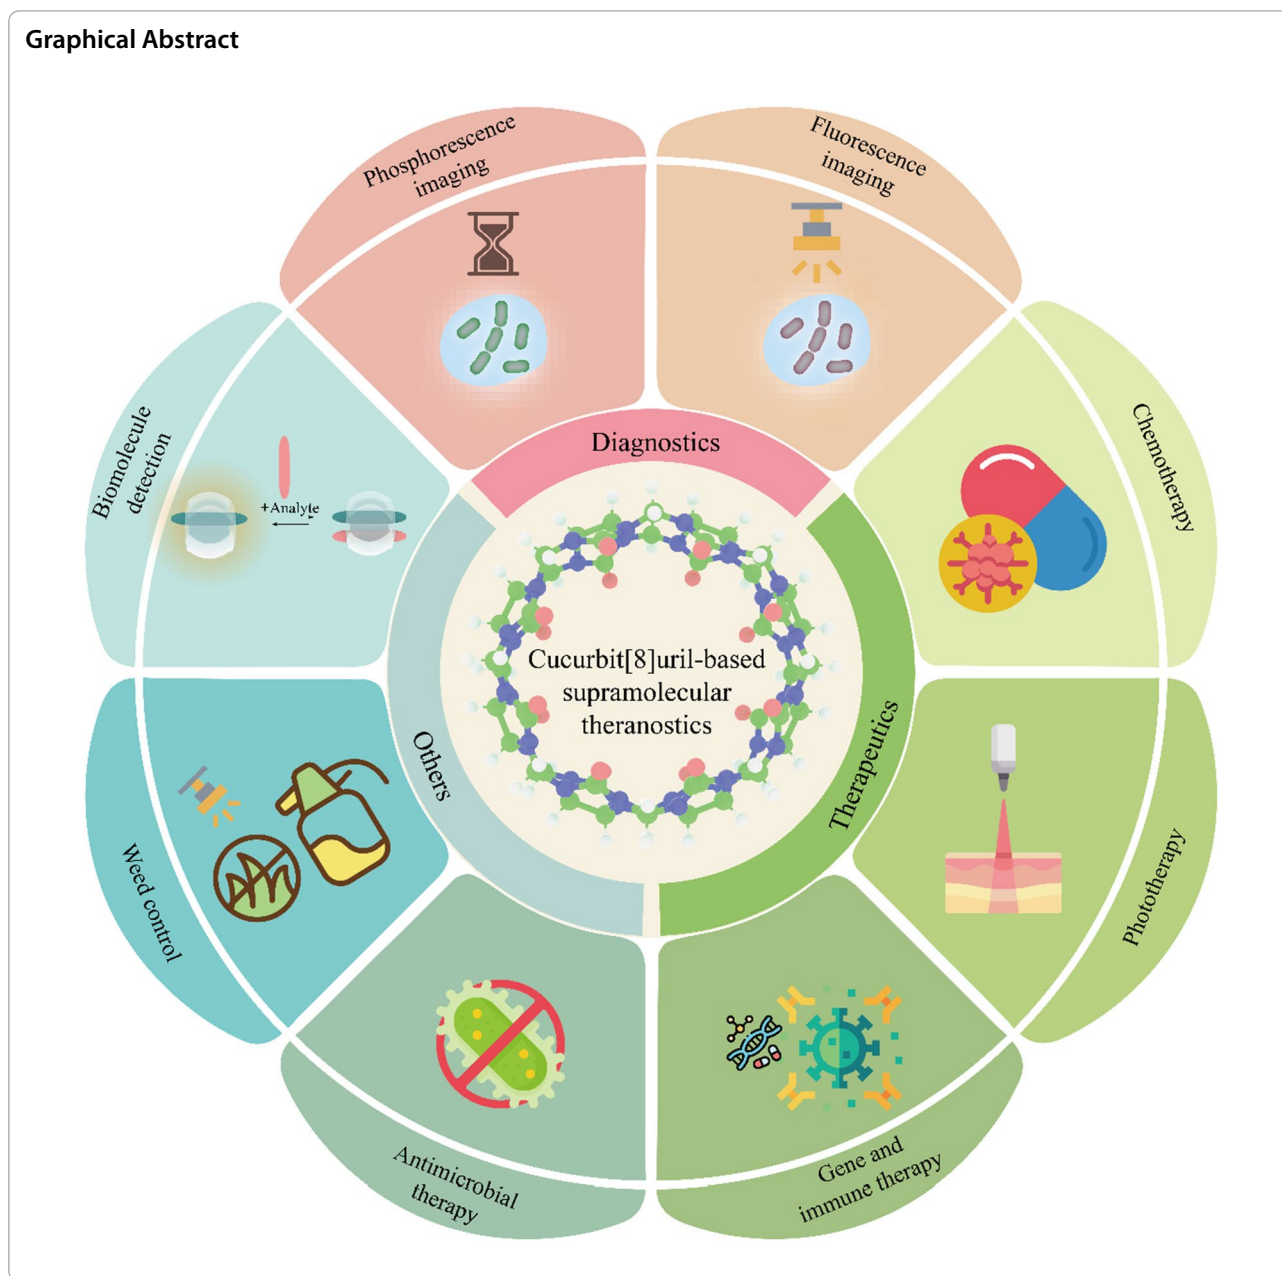 Graphical Abstract
Phosphorescence
imaging
Fluorescence
imaging
Chemotherapy
Phototherapy
Gene and
immune therapy
Antimicrobial
therapy
Weed control
Biomolecule
detection
+Analyte
Diagnostics
Therapeutics
Others
Cucurbit[8]uril-based
supramolecular
theranostics